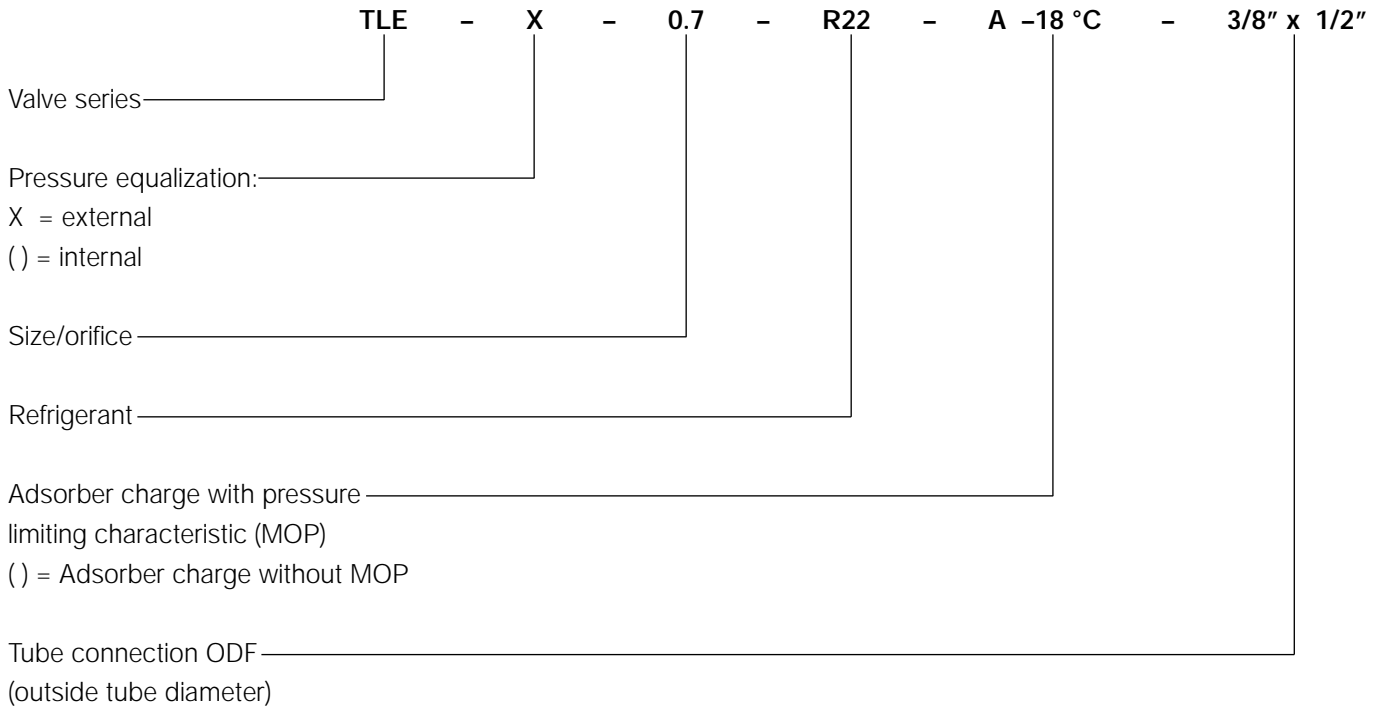 TLE – X – 0.7 – R22 – A –18 °C – 3/8″ x 1/2″
Valve series
Pressure equalization:
X = external
( ) = internal
Size/orifice
Refrigerant
Adsorber charge with pressure
limiting characteristic (MOP)
( ) = Adsorber charge without MOP
Tube connection ODF
(outside tube diameter)